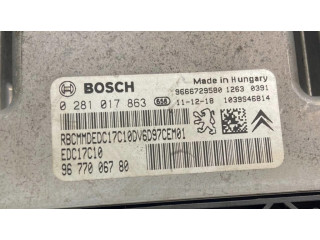 BOSCH
Made in Hungary
0 281 017 863 G5G
9666729580 1263 0391
11-12-18 1039S46814
RBCMMDEDC17C10DV6D97CEM01
EDC17C10
96 770 067 80